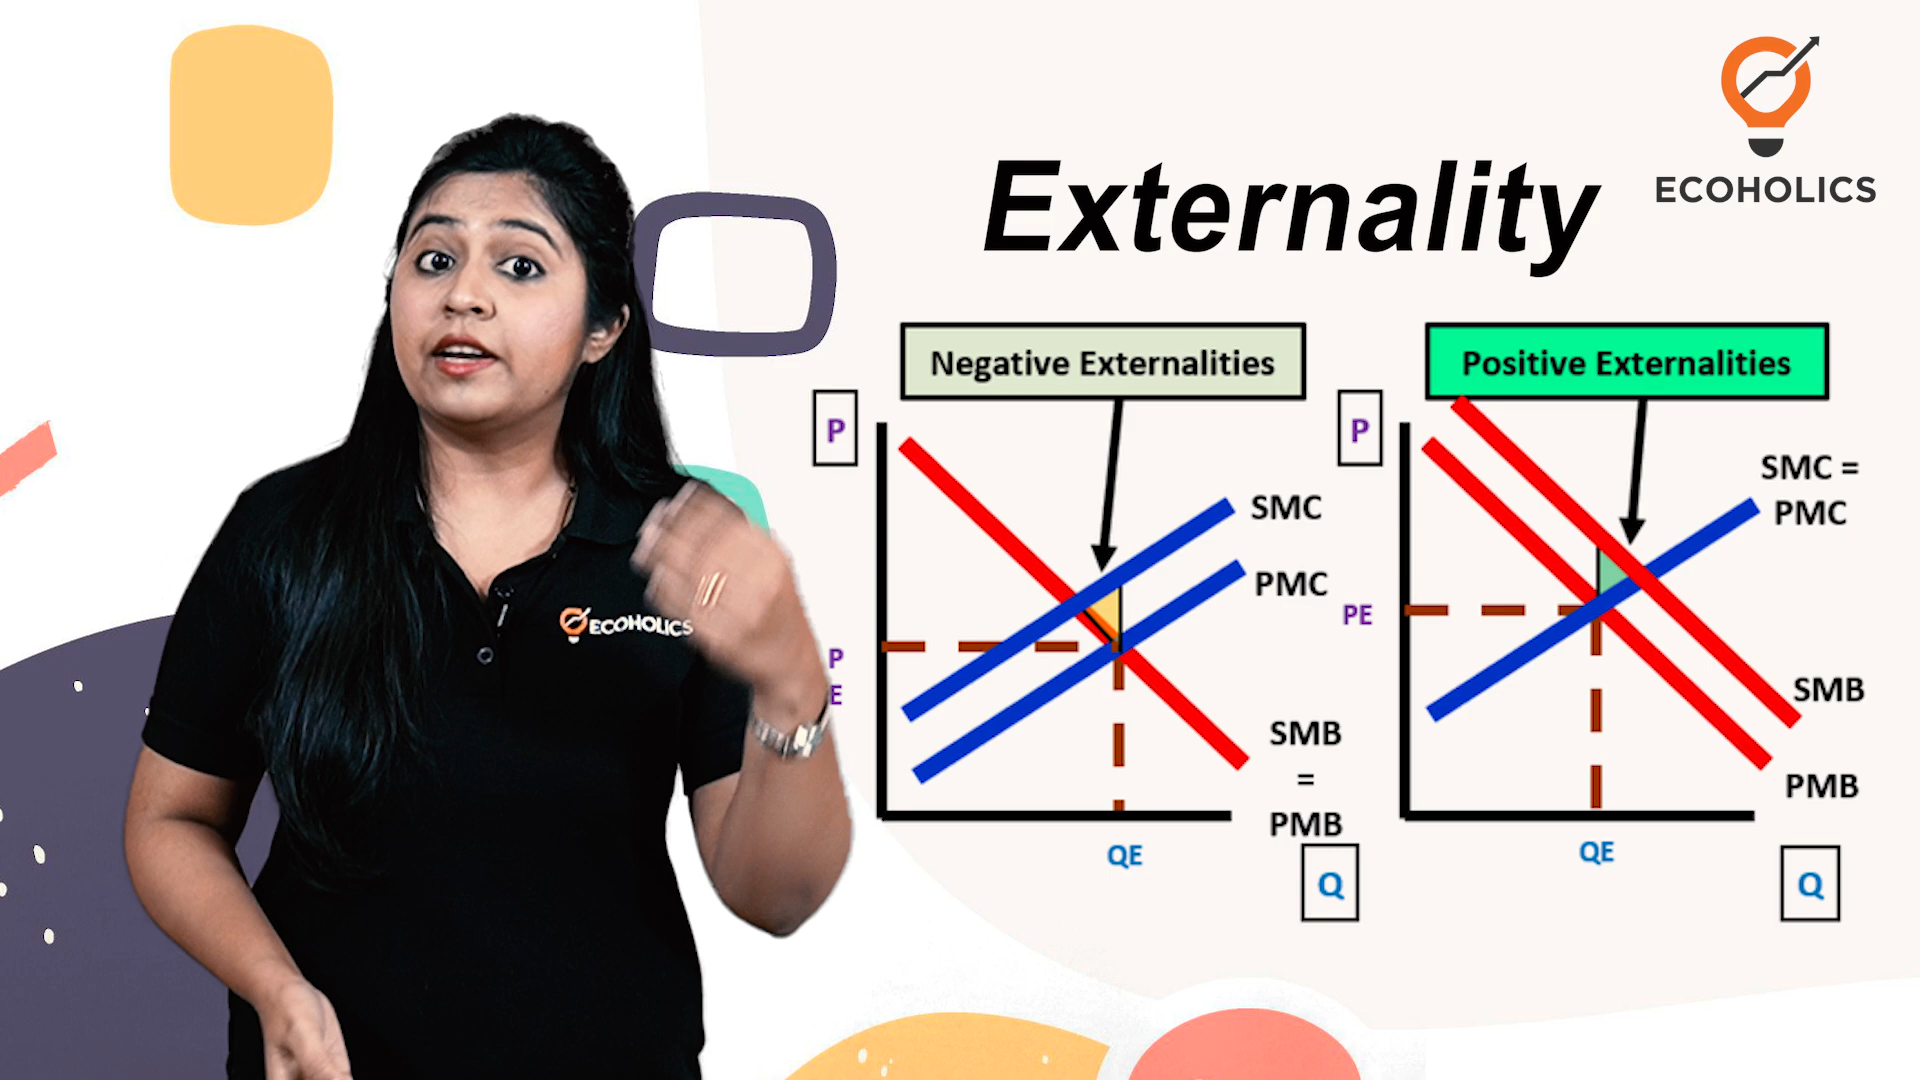 ECOHOLICS
Externality
Negative Externalities
Positive Externalities
P
SMC
PMC
P
E
SMB
=
PMB
QE
Q
P
SMC =
PMC
PE
SMB
PMB
QE
Q
ECOHOLICS